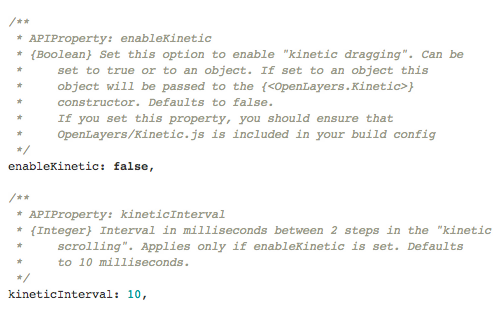 /**
 * APIProperty: enableKinetic
 * {Boolean} Set this option to enable "kinetic dragging". Can be
 *     set to true or to an object. If set to an object this
 *     object will be passed to the {<OpenLayers.Kinetic>}
 *     constructor. Defaults to false.
 *     If you set this property, you should ensure that
 *     OpenLayers/Kinetic.js is included in your build config
 */
enableKinetic: false,
/**
 * APIProperty: kineticInterval
 * {Integer} Interval in milliseconds between 2 steps in the "kinetic
 *     scrolling". Applies only if enableKinetic is set. Defaults
 *     to 10 milliseconds.
 */
kineticInterval: 10,